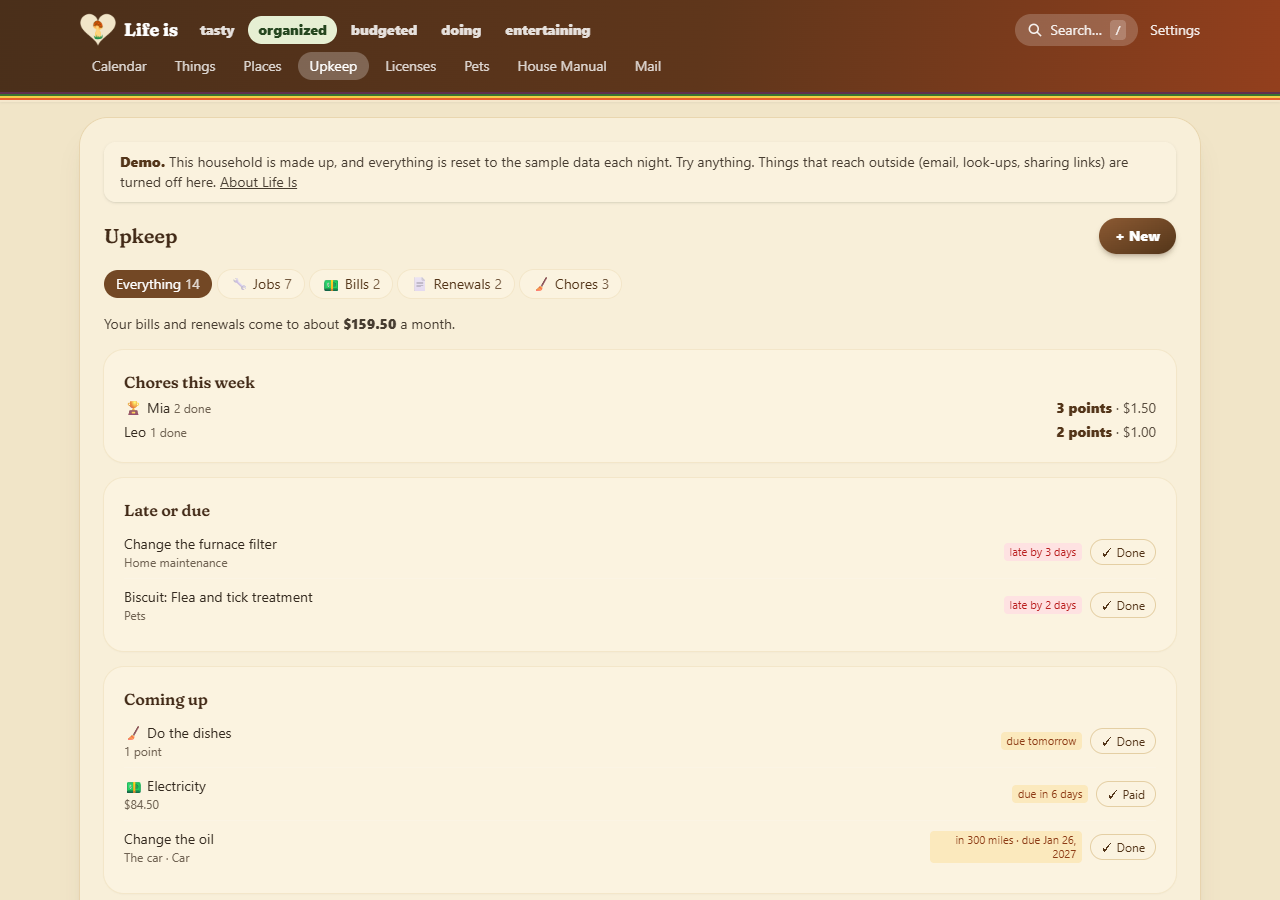 Life is tasty organized budgeted doing entertaining Search... / Settings
Calendar Things Places Upkeep Licenses Pets House Manual Mail
Demo. This household is made up, and everything is reset to the sample data each night. Try anything. Things that reach outside (email, look-ups, sharing links) are
turned off here. About Life Is
Upkeep + New
Everything 14 Jobs 7 Bills 2 Renewals 2 Chores 3
Your bills and renewals come to about $159.50 a month.
Chores this week
Mia 2 done 3 points · $1.50
Leo 1 done 2 points · $1.00
Late or due
Change the furnace filter
Home maintenance
late by 3 days ✓ Done
Biscuit: Flea and tick treatment
Pets
late by 2 days ✓ Done
Coming up
Do the dishes
1 point
due tomorrow ✓ Done
Electricity
$84.50
due in 6 days ✓ Paid
Change the oil
The car · Car
in 300 miles · due Jan 26,
2027
✓ Done